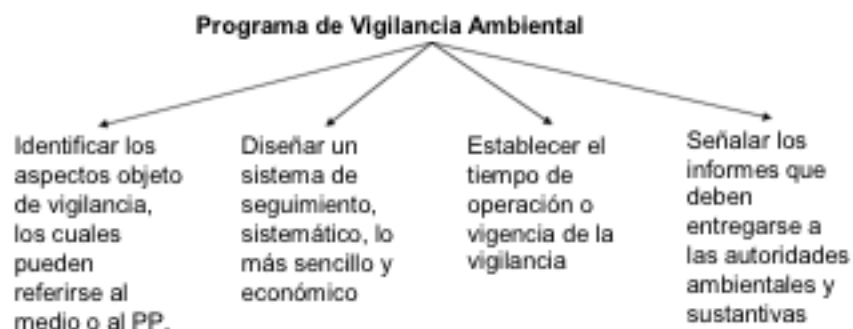 Programa de Vigilancia Ambiental
Identificar los
aspectos objeto
de vigilancia,
los cuales
pueden
referirse al
medio o al PP.
Diseñar un
sistema de
seguimiento,
sistemático, lo
más sencillo y
económico
Establecer el
tiempo de
operación o
vigencia de la
vigilancia
Señalar los
informes que
deben
entregarse a
las autoridades
ambientales y
sustantivas